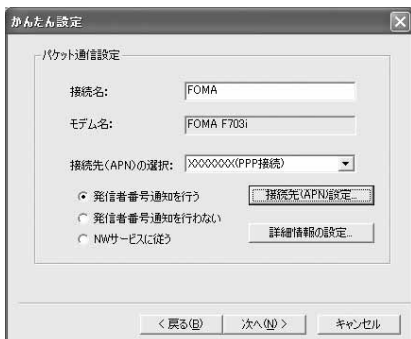 かんたん設定
パケット通信設定
接続名: FOMA
モデム名: FOMA F703i
接続先(APN)の選択: XXXXXXX(PPP接続)
発信者番号通知を行う 接続先(APN)設定...
発信者番号通知を行わない
NWサービスに従う 詳細情報の設定...
< 戻る(B) 次へ(N) > キャンセル